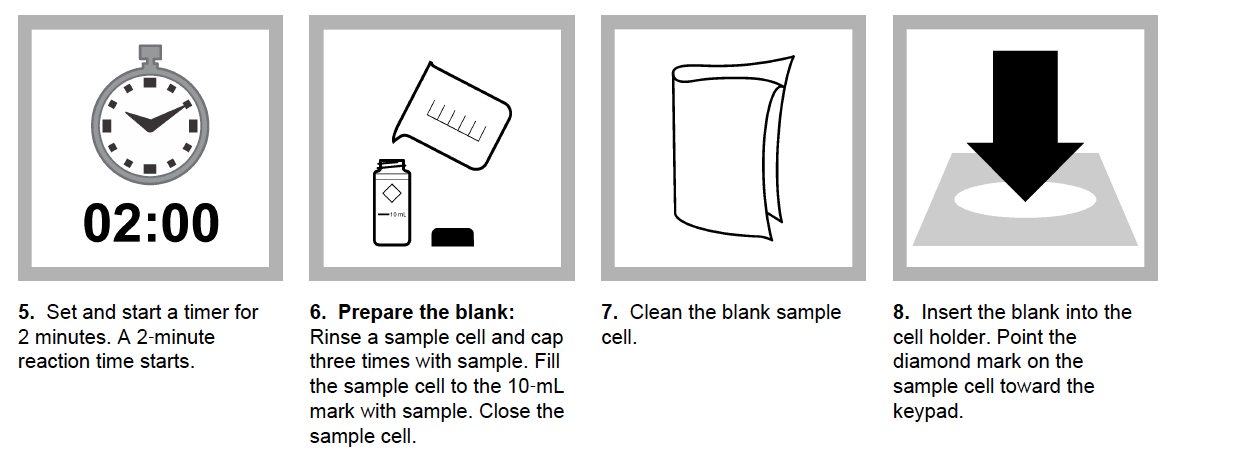 02:00
10 mL
5. Set and start a timer for
2 minutes. A 2-minute
reaction time starts.
6. Prepare the blank:
Rinse a sample cell and cap
three times with sample. Fill
the sample cell to the 10-mL
mark with sample. Close the
sample cell.
7. Clean the blank sample
cell.
8. Insert the blank into the
cell holder. Point the
diamond mark on the
sample cell toward the
keypad.